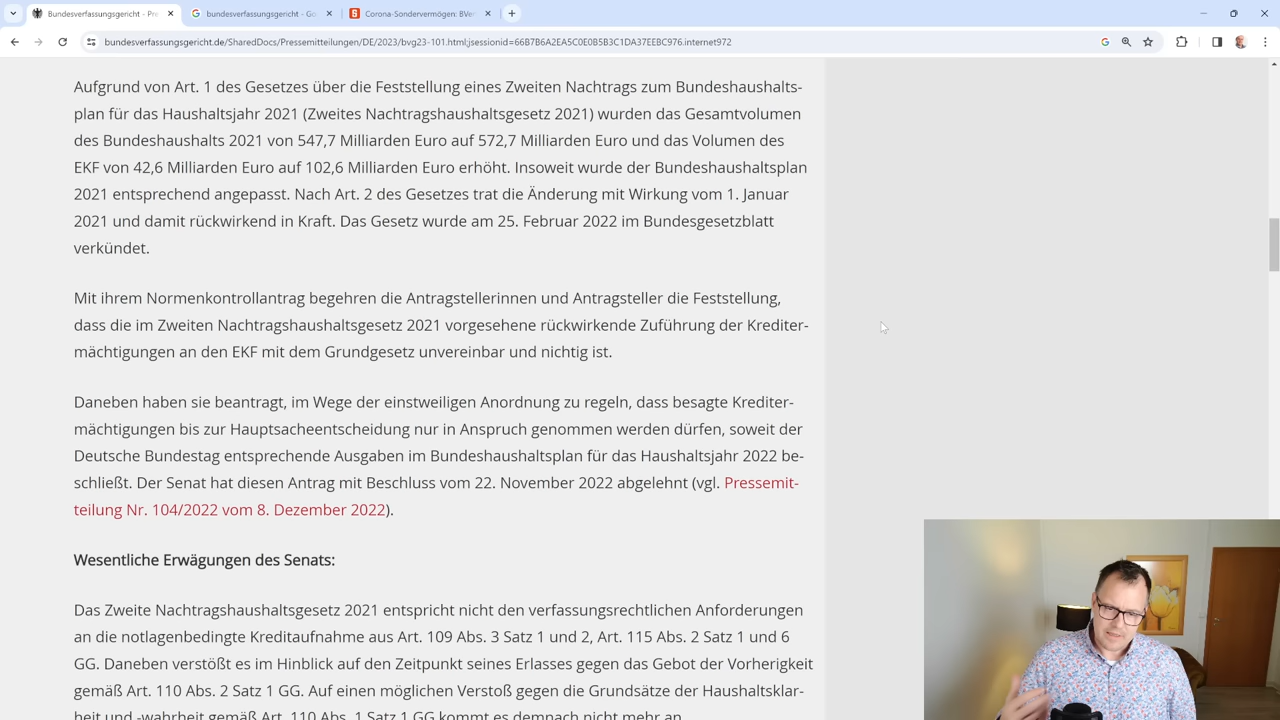 Bundesverfassungsgericht - Pre
bundesverfassungsgericht - Go
Corona-Sondervermögen: BVer
bundesverfassungsgericht.de/SharedDocs/Pressemitteilungen/DE/2023/bvg23-101.html;jsessionid=66B7B6A2EA5C0E0B5B3C1DA37EEBC976.internet972
Aufgrund von Art. 1 des Gesetzes über die Feststellung eines Zweiten Nachtrags zum Bundeshaushalts-
plan für das Haushaltsjahr 2021 (Zweites Nachtragshaushaltsgesetz 2021) wurden das Gesamtvolumen
des Bundeshaushalts 2021 von 547,7 Milliarden Euro auf 572,7 Milliarden Euro und das Volumen des
EKF von 42,6 Milliarden Euro auf 102,6 Milliarden Euro erhöht. Insoweit wurde der Bundeshaushaltsplan
2021 entsprechend angepasst. Nach Art. 2 des Gesetzes trat die Änderung mit Wirkung vom 1. Januar
2021 und damit rückwirkend in Kraft. Das Gesetz wurde am 25. Februar 2022 im Bundesgesetzblatt
verkündet.
Mit ihrem Normenkontrollantrag begehren die Antragstellerinnen und Antragsteller die Feststellung,
dass die im Zweiten Nachtragshaushaltsgesetz 2021 vorgesehene rückwirkende Zuführung der Krediter-
mächtigungen an den EKF mit dem Grundgesetz unvereinbar und nichtig ist.
Daneben haben sie beantragt, im Wege der einstweiligen Anordnung zu regeln, dass besagte Krediter-
mächtigungen bis zur Hauptsacheentscheidung nur in Anspruch genommen werden dürfen, soweit der
Deutsche Bundestag entsprechende Ausgaben im Bundeshaushaltsplan für das Haushaltsjahr 2022 be-
schließt. Der Senat hat diesen Antrag mit Beschluss vom 22. November 2022 abgelehnt (vgl. Pressemit-
teilung Nr. 104/2022 vom 8. Dezember 2022).
Wesentliche Erwägungen des Senats:
Das Zweite Nachtragshaushaltsgesetz 2021 entspricht nicht den verfassungsrechtlichen Anforderungen
an die notlagenbedingte Kreditaufnahme aus Art. 109 Abs. 3 Satz 1 und 2, Art. 115 Abs. 2 Satz 1 und 6
GG. Daneben verstößt es im Hinblick auf den Zeitpunkt seines Erlasses gegen das Gebot der Vorherigkeit
gemäß Art. 110 Abs. 2 Satz 1 GG. Auf einen möglichen Verstoß gegen die Grundsätze der Haushaltsklar-
heit und -wahrheit gemäß Art. 110 Abs. 1 Satz 1 GG kommt es demnach nicht mehr an.